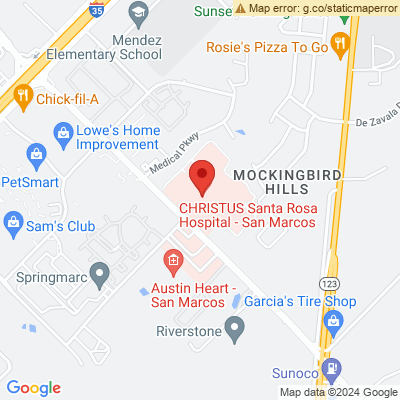 Map error: g.co/staticmaperror
Sunset
35
Mendez
Elementary School
Rosie's Pizza To Go
Chick-fil-A
De Zavala D
Lowe's Home
Improvement
Medical Pkwy
PetSmart
MOCKINGBIRD
HILLS
CHRISTUS Santa Rosa
Hospital - San Marcos
Sam's Club
Springmarc
Austin Heart -
San Marcos
123
Garcia's Tire Shop
Riverstone
Sunoco
Google
Map data ©2024 Google